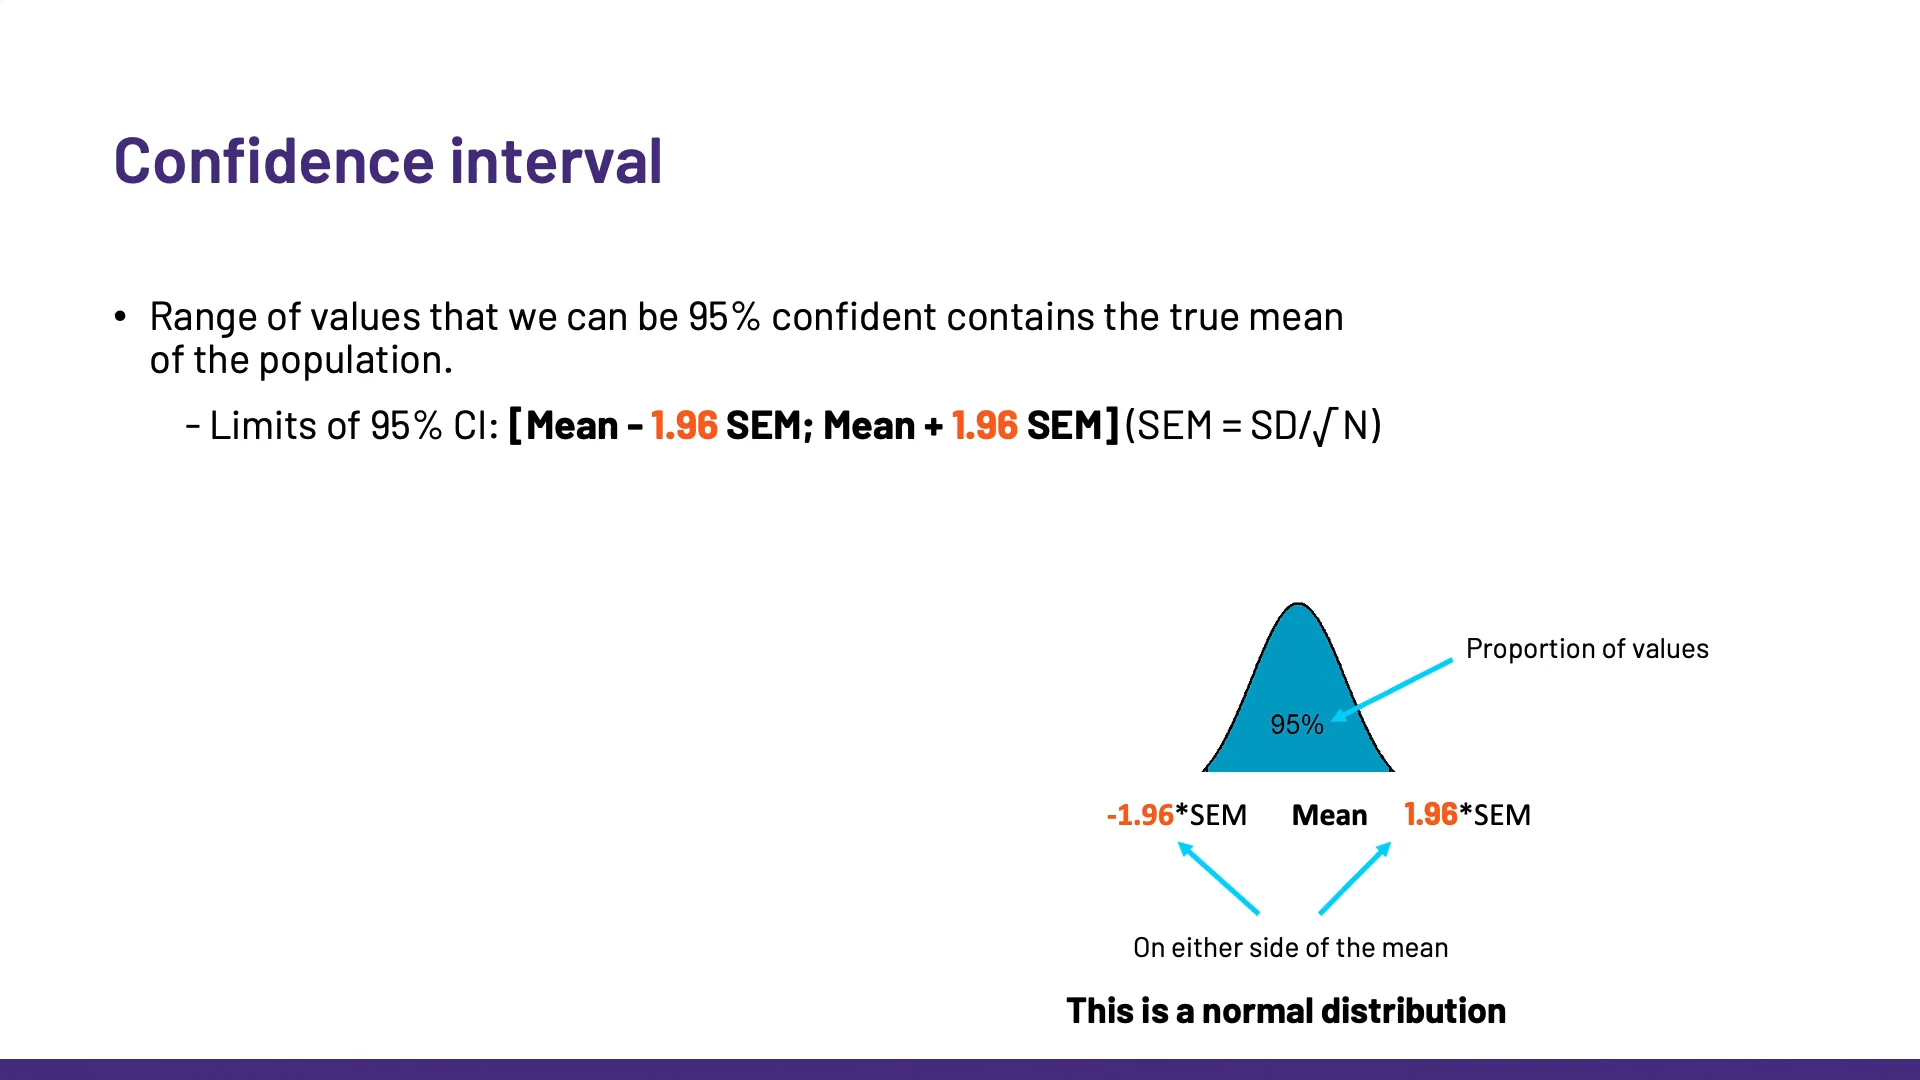 Confidence interval
• Range of values that we can be 95% confident contains the true mean
of the population.
- Limits of 95% CI: [Mean - 1.96 SEM; Mean + 1.96 SEM] (SEM = SD/√ N)
Proportion of values
95%
-1.96*SEM Mean 1.96*SEM
On either side of the mean
This is a normal distribution